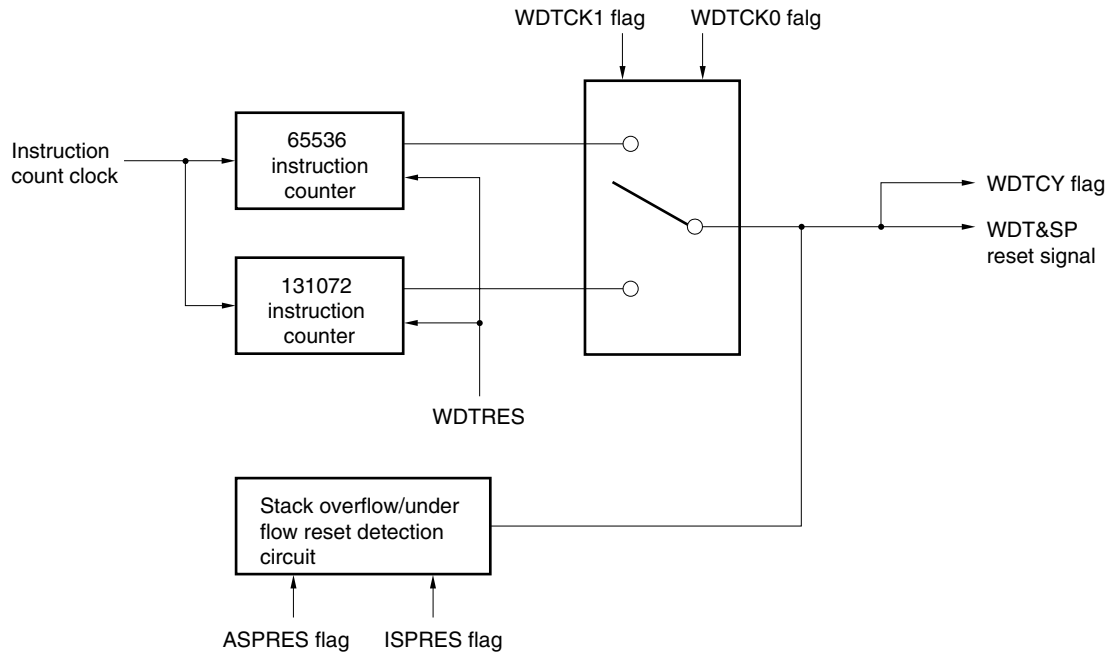 WDTCK1 flag
WDTCK0 falg
Instruction
count clock
65536
instruction
counter
131072
instruction
counter
WDTRES
WDTCY flag
WDT&SP
reset signal
Stack overflow/under
flow reset detection
circuit
ASPRES flag
ISPRES flag